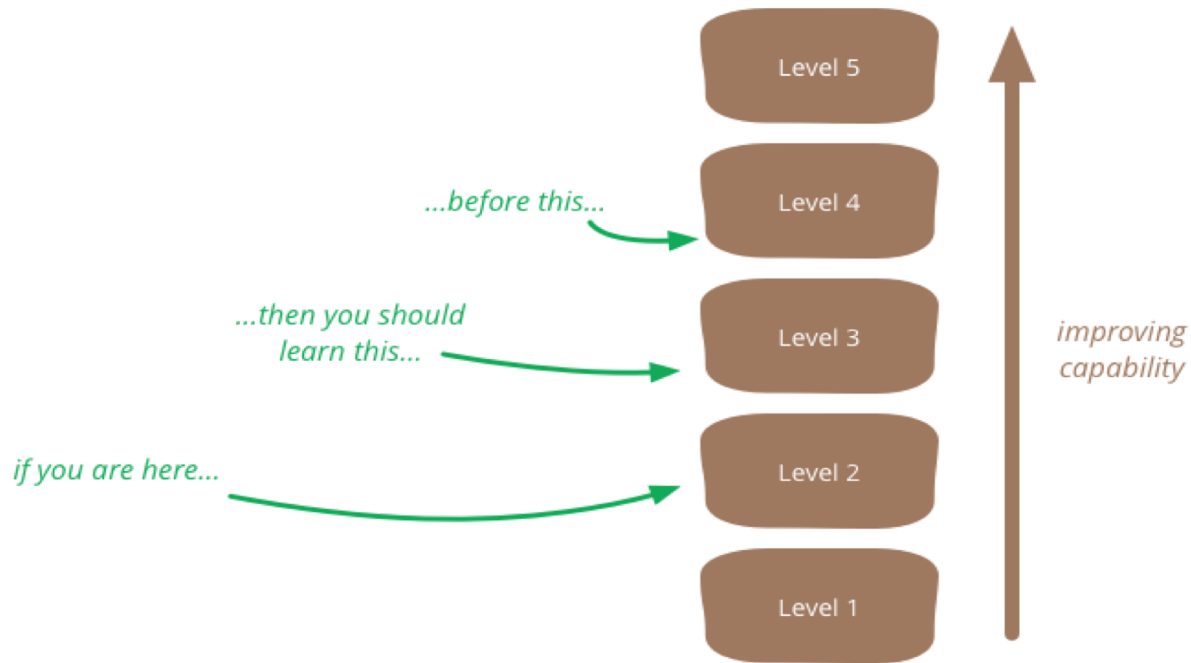 Level 5
Level 4
...before this...
...then you should
learn this...
Level 3
improving
capability
if you are here...
Level 2
Level 1